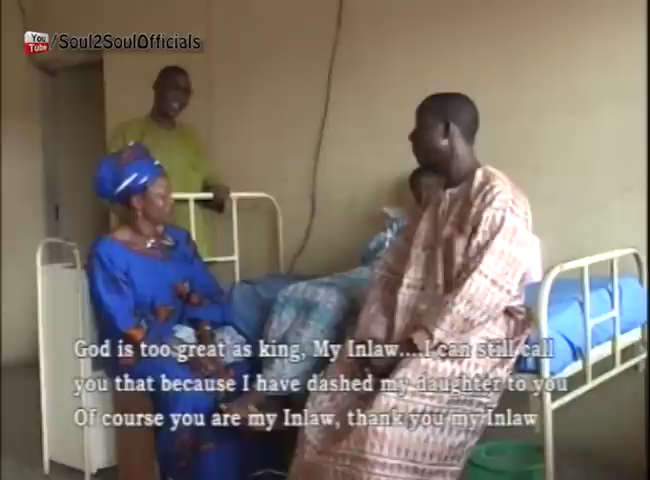 You Tube /Soul2SoulOfficials
God is too great as king, My Inlaw....I can still call
you that because I have dashed my daughter to you
Of course you are my Inlaw, thank you my Inlaw